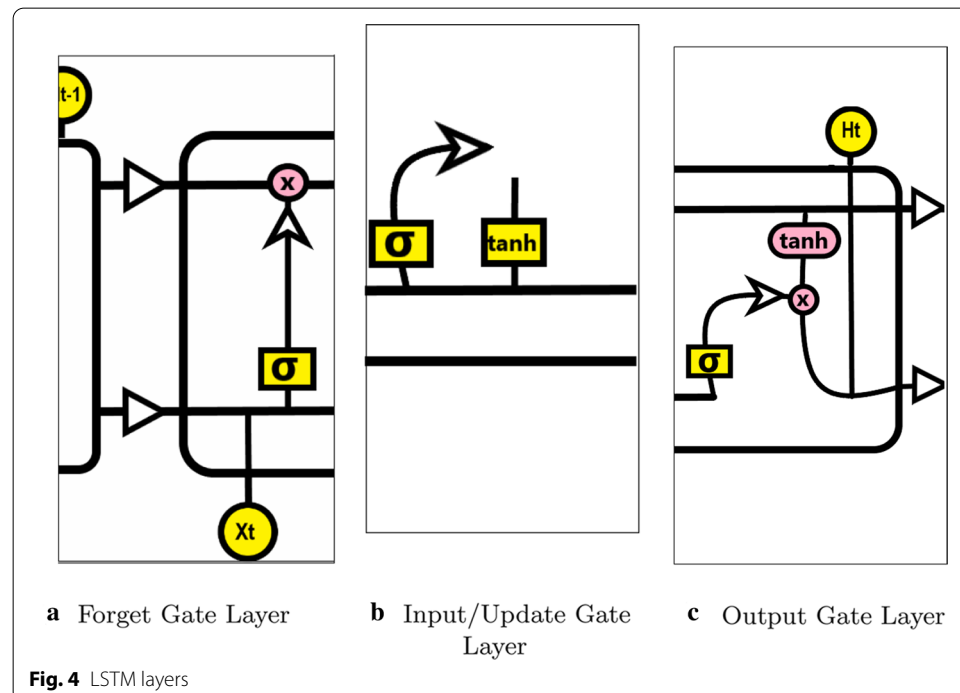 t-1
x
σ
Xt
σ
tanh
Ht
tanh
x
σ
a Forget Gate Layer
b Input/Update Gate
Layer
c Output Gate Layer
Fig. 4 LSTM layers